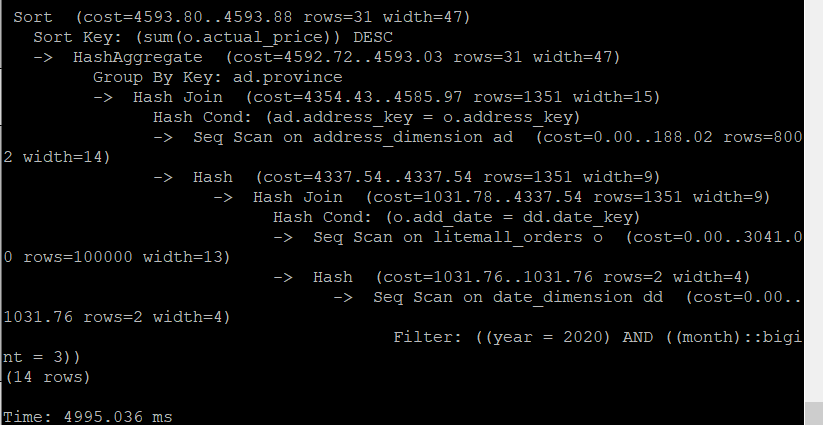 Sort  (cost=4593.80..4593.88 rows=31 width=47)
Sort Key: (sum(o.actual_price)) DESC
->  HashAggregate  (cost=4592.72..4593.03 rows=31 width=47)
Group By Key: ad.province
->  Hash Join  (cost=4354.43..4585.97 rows=1351 width=15)
Hash Cond: (ad.address_key = o.address_key)
->  Seq Scan on address_dimension ad  (cost=0.00..188.02 rows=800
2 width=14)
->  Hash  (cost=4337.54..4337.54 rows=1351 width=9)
->  Hash Join  (cost=1031.78..4337.54 rows=1351 width=9)
Hash Cond: (o.add_date = dd.date_key)
->  Seq Scan on litemall_orders o  (cost=0.00..3041.0
0 rows=100000 width=13)
->  Hash  (cost=1031.76..1031.76 rows=2 width=4)
->  Seq Scan on date_dimension dd  (cost=0.00..
1031.76 rows=2 width=4)
Filter: ((year = 2020) AND ((month)::bigi
nt = 3))
(14 rows)
Time: 4995.036 ms